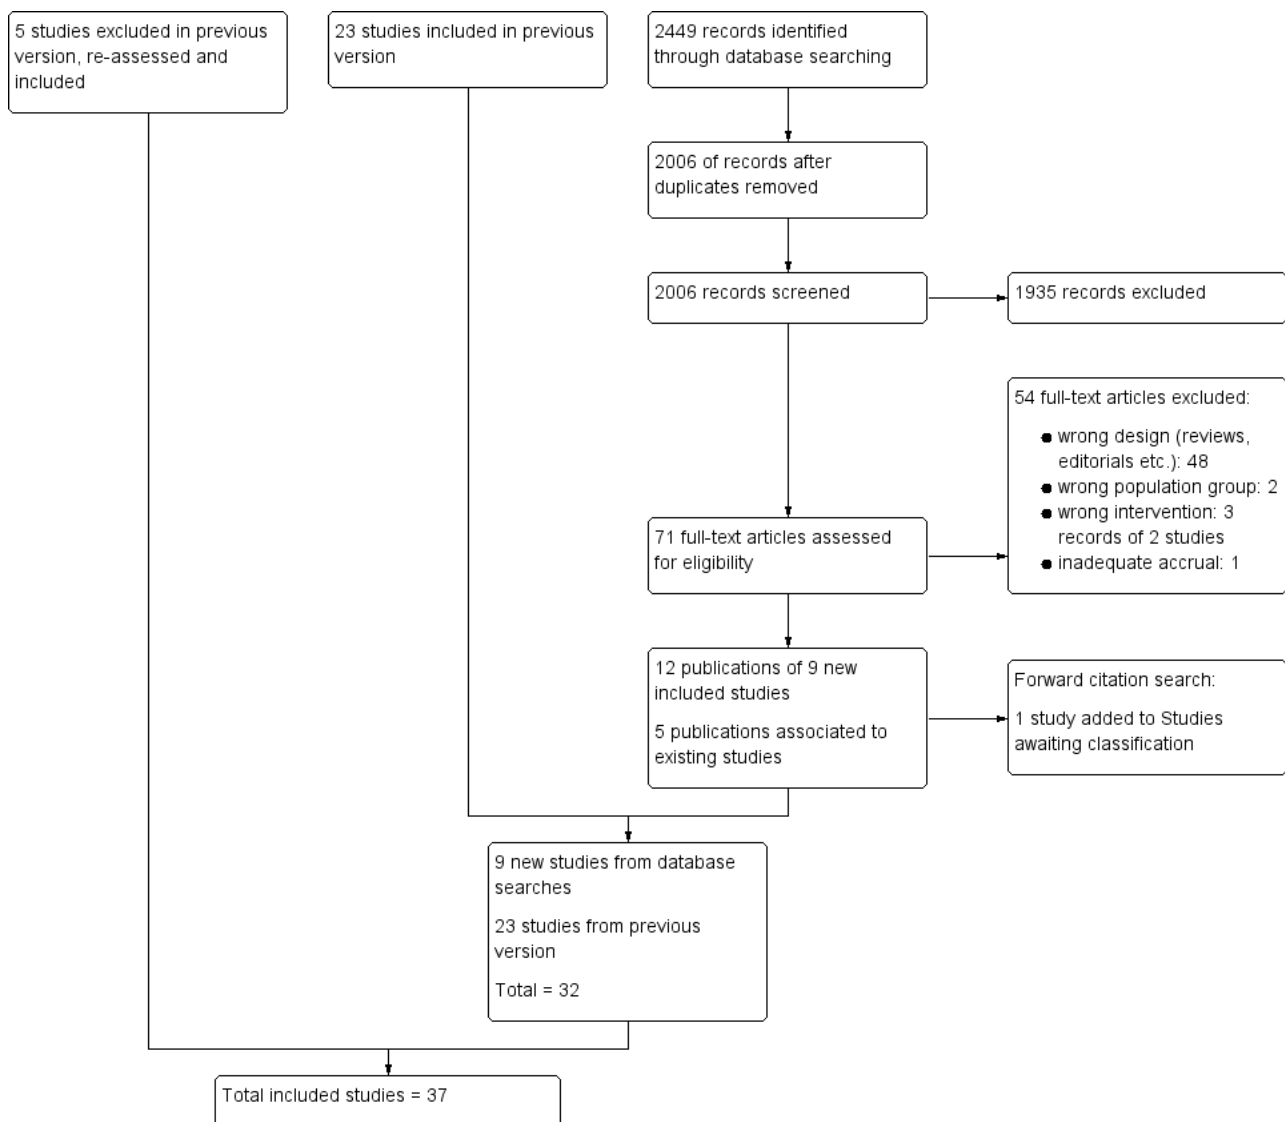 5 studies excluded in previous
version, re-assessed and
included
23 studies included in previous
version
2449 records identified
through database searching
2006 of records after
duplicates removed
2006 records screened
1935 records excluded
54 full-text articles excluded:
● wrong design (reviews,
editorials etc.): 48
● wrong population group: 2
● wrong intervention: 3
records of 2 studies
● inadequate accrual: 1
71 full-text articles assessed
for eligibility
12 publications of 9 new
included studies
5 publications associated to
existing studies
Forward citation search:
1 study added to Studies
awaiting classification
9 new studies from database
searches
23 studies from previous
version
Total = 32
Total included studies = 37